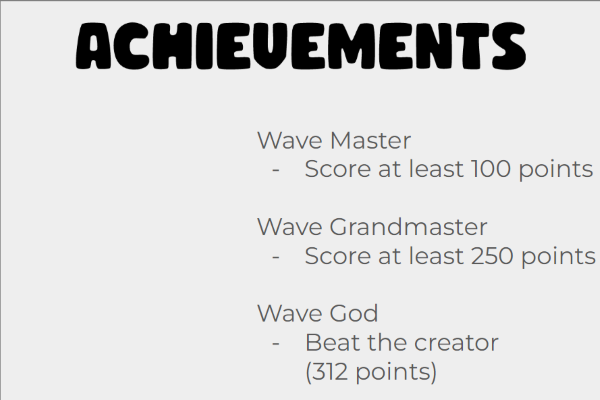 ACHIEVEMENTS
Wave Master
- Score at least 100 points
Wave Grandmaster
- Score at least 250 points
Wave God
- Beat the creator
(312 points)